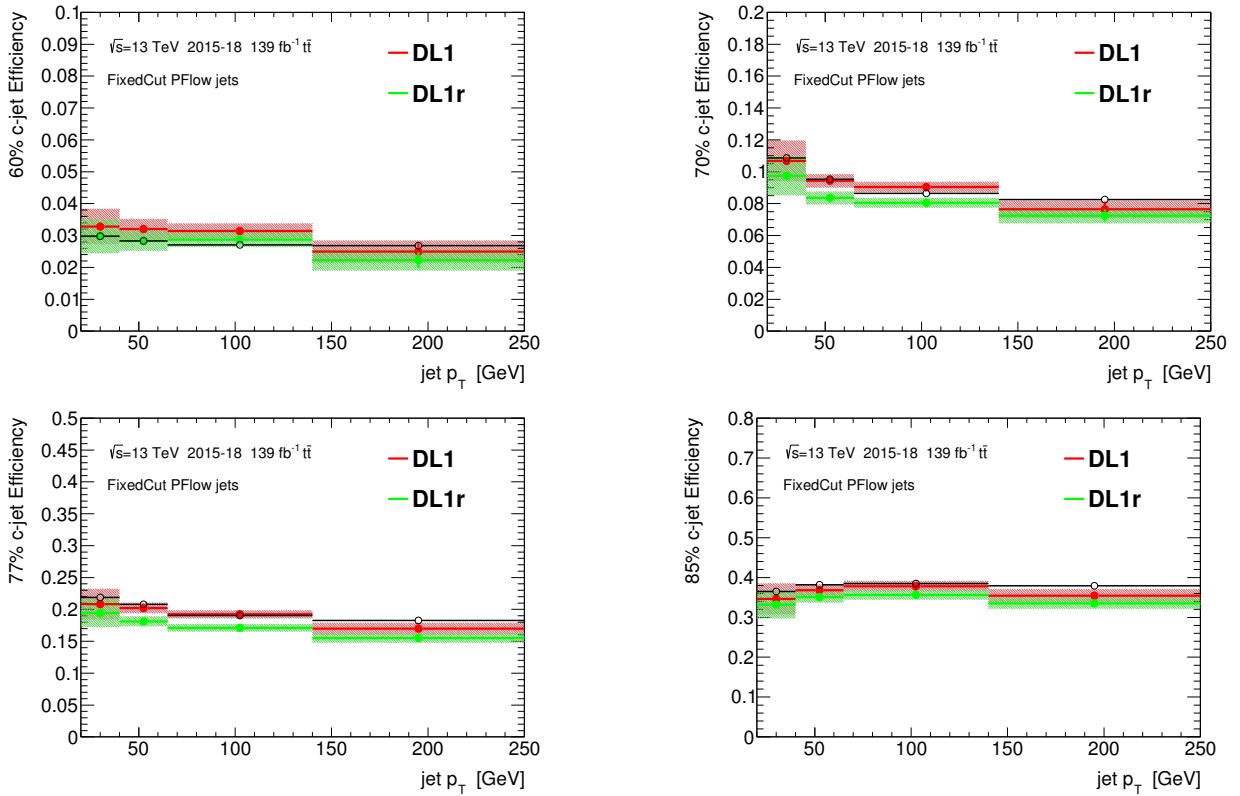 60% c-jet Efficiency
0.1
0.09
0.08
0.07
0.06
0.05
0.04
0.03
0.02
0.01
0
√s=13 TeV 2015-18 139 fb⁻¹ tt̄
FixedCut PFlow jets
DL1
DL1r
50 100 150 200 250
jet p_T [GeV]
70% c-jet Efficiency
0.2
0.18
0.16
0.14
0.12
0.1
0.08
0.06
0.04
0.02
0
√s=13 TeV 2015-18 139 fb⁻¹ tt̄
FixedCut PFlow jets
DL1
DL1r
50 100 150 200 250
jet p_T [GeV]
77% c-jet Efficiency
0.5
0.45
0.4
0.35
0.3
0.25
0.2
0.15
0.1
0.05
0
√s=13 TeV 2015-18 139 fb⁻¹ tt̄
FixedCut PFlow jets
DL1
DL1r
50 100 150 200 250
jet p_T [GeV]
85% c-jet Efficiency
0.8
0.7
0.6
0.5
0.4
0.3
0.2
0.1
0
√s=13 TeV 2015-18 139 fb⁻¹ tt̄
FixedCut PFlow jets
DL1
DL1r
50 100 150 200 250
jet p_T [GeV]